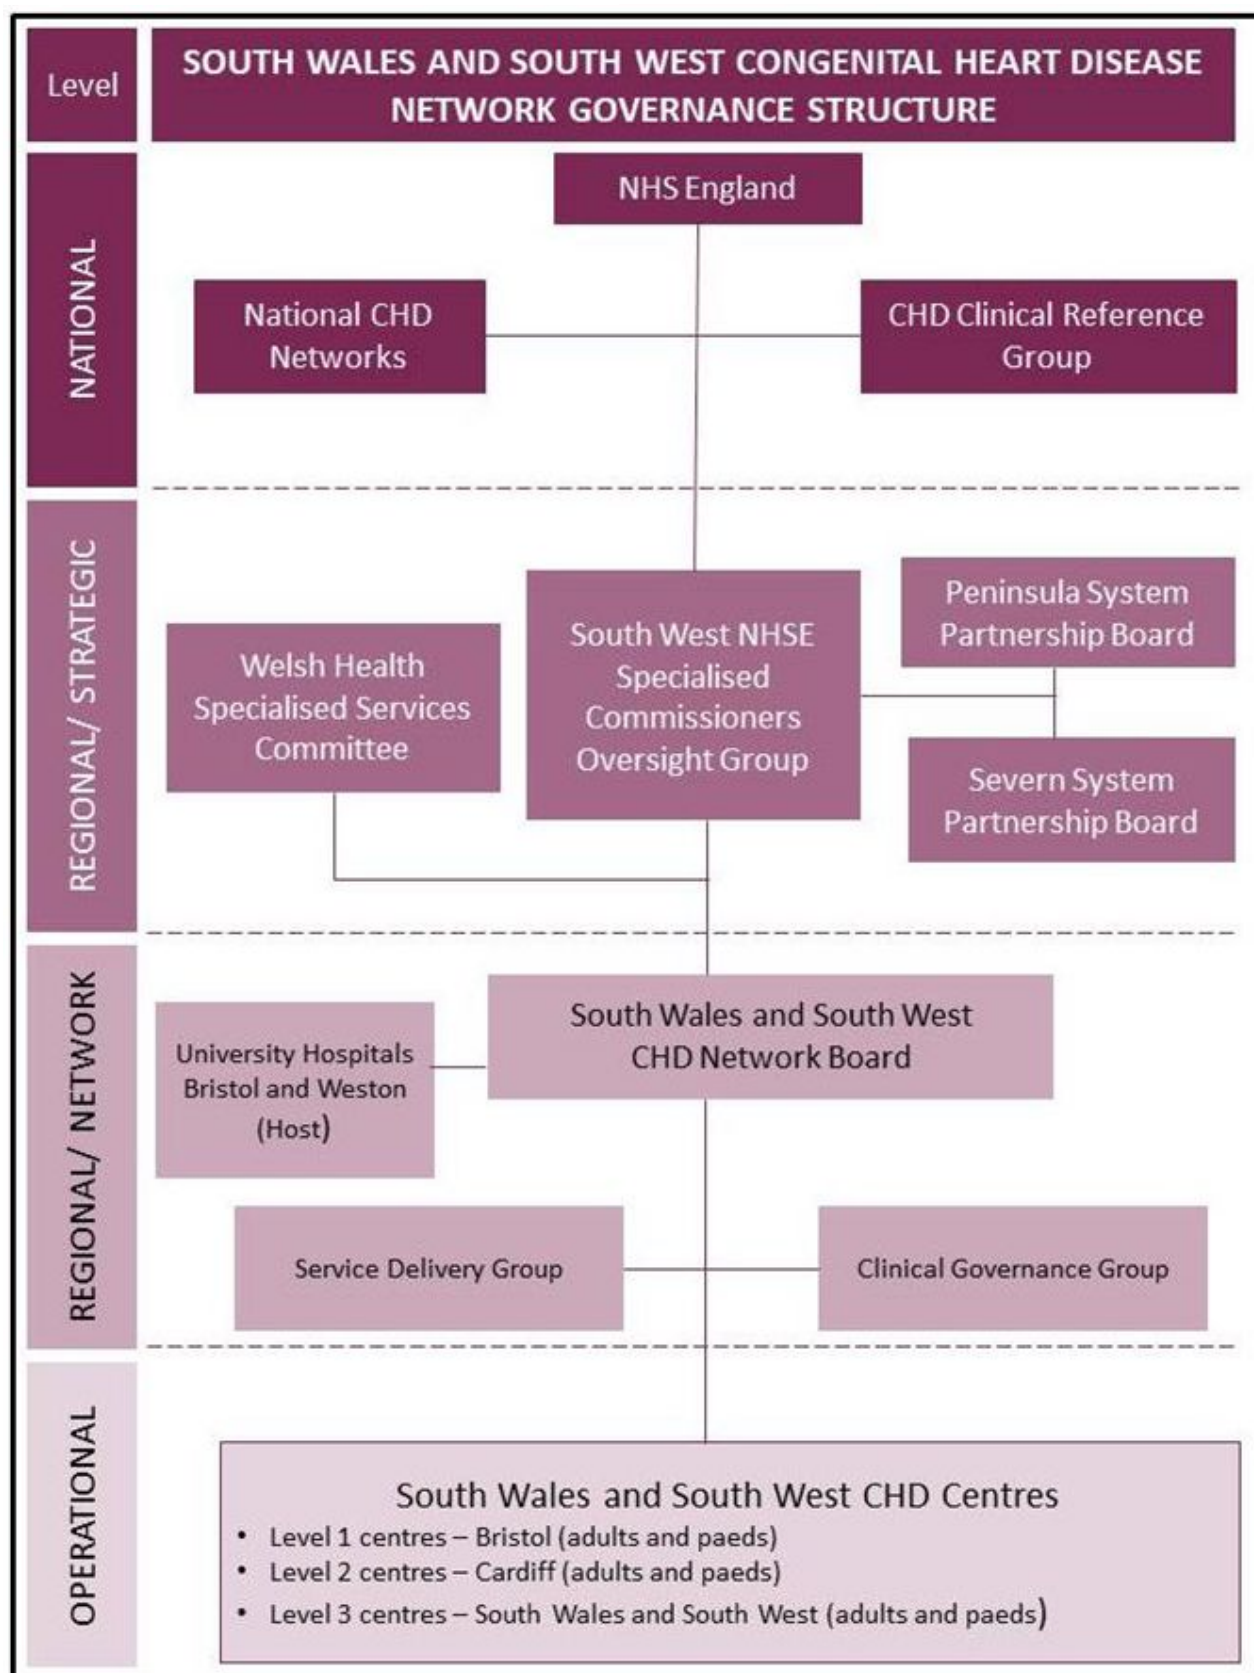 Level
SOUTH WALES AND SOUTH WEST CONGENITAL HEART DISEASE
NETWORK GOVERNANCE STRUCTURE
NATIONAL
NHS England
National CHD
Networks
CHD Clinical Reference
Group
REGIONAL/ STRATEGIC
Welsh Health
Specialised Services
Committee
South West NHSE
Specialised
Commissioners
Oversight Group
Peninsula System
Partnership Board
Severn System
Partnership Board
REGIONAL/ NETWORK
University Hospitals
Bristol and Weston
(Host)
South Wales and South West
CHD Network Board
Service Delivery Group
Clinical Governance Group
OPERATIONAL
South Wales and South West CHD Centres
• Level 1 centres – Bristol (adults and paeds)
• Level 2 centres – Cardiff (adults and paeds)
• Level 3 centres – South Wales and South West (adults and paeds)